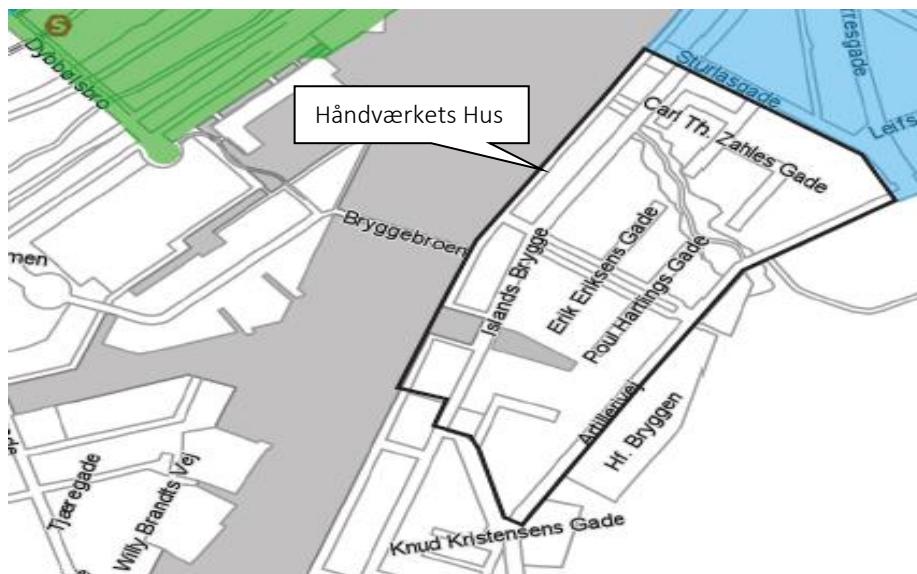 S
Dybbølsbro
Håndværkets Hus
Sturlasgade
Leifs
Carl Th. Zahles Gade
Bryggebroen
Islands Brygge
Erik Eriksens Gade
Poul Hartlings Gade
Artillerivej
Hf. Bryggen
Tjæregade
Willy Brandts Vej
Knud Kristensens Gade